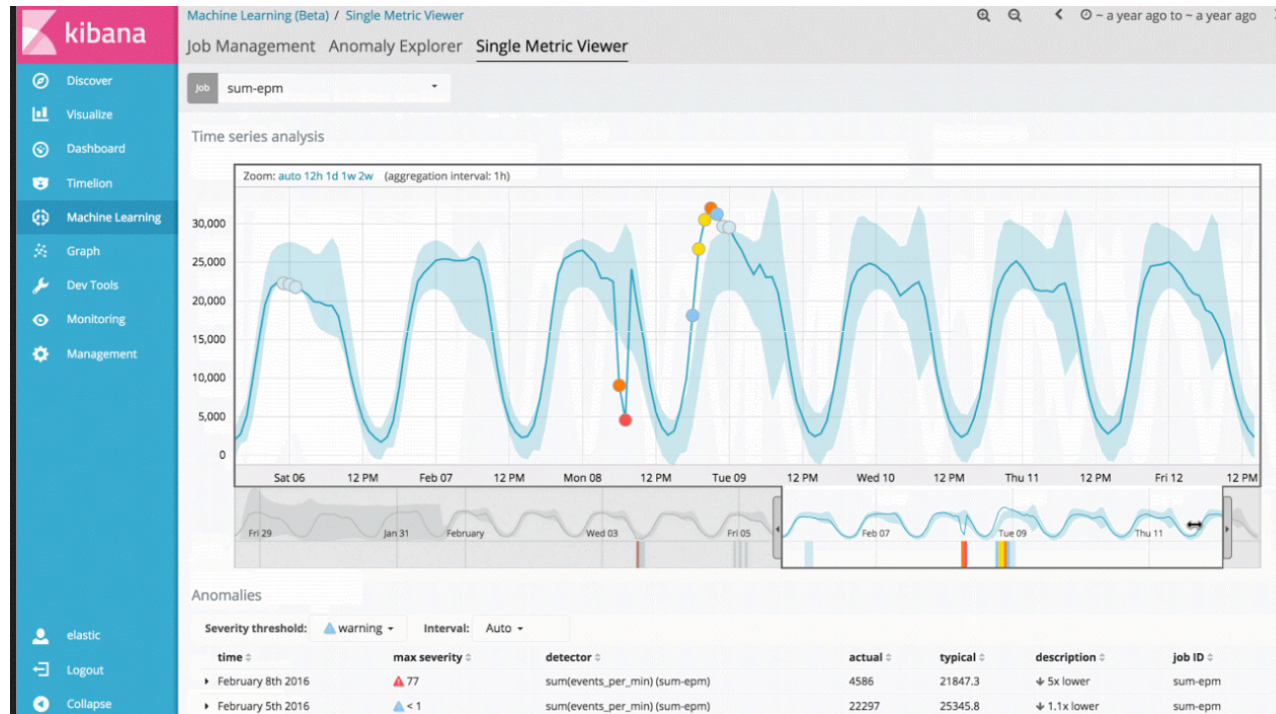 kibana
Discover
Visualize
Dashboard
Timelion
Machine Learning
Graph
Dev Tools
Monitoring
Management
elastic
Logout
Collapse
Machine Learning (Beta) / Single Metric Viewer
~ a year ago to ~ a year ago
Job Management Anomaly Explorer Single Metric Viewer
Job sum-epm
Time series analysis
Zoom: auto 12h 1d 1w 2w (aggregation interval: 1h)
30,000
25,000
20,000
15,000
10,000
5,000
0
Sat 06 12 PM Feb 07 12 PM Mon 08 12 PM Tue 09 12 PM Wed 10 12 PM Thu 11 12 PM Fri 12 12 PM
Fri 29 Jan 31 February Wed 03 Fri 05 Feb 07 Tue 09 Thu 11
Anomalies
Severity threshold: warning Interval: Auto
time max severity detector actual typical description job ID
February 8th 2016 77 sum(events_per_min) (sum-epm) 4586 21847.3 5x lower sum-epm
February 5th 2016 < 1 sum(events_per_min) (sum-epm) 22297 25345.8 1.1x lower sum-epm